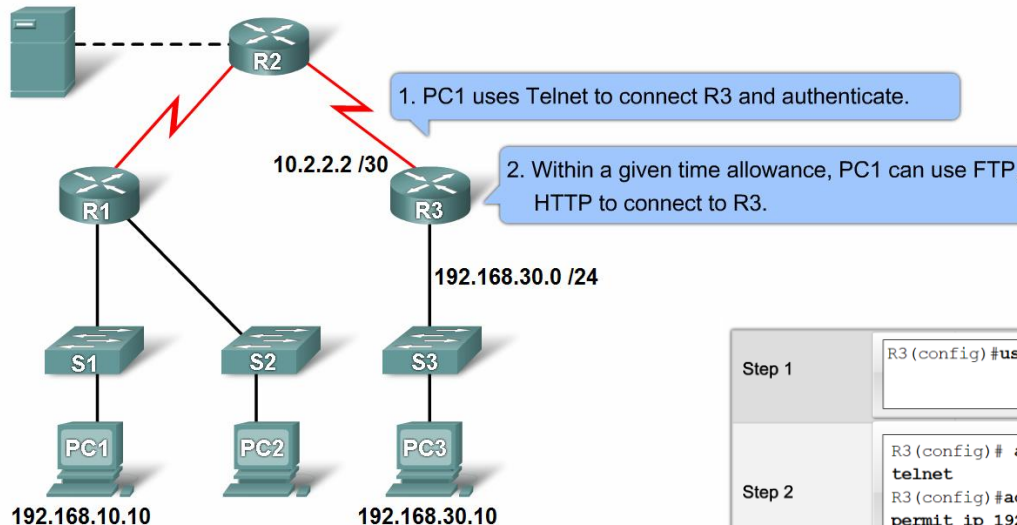 R2
1. PC1 uses Telnet to connect R3 and authenticate.
10.2.2.2 /30
2. Within a given time allowance, PC1 can use FTP
HTTP to connect to R3.
R1
R3
192.168.30.0 /24
S1
S2
S3
PC1
PC2
PC3
192.168.10.10
192.168.30.10
Step 1
R3(config)#us
Step 2
R3(config)# a
telnet
R3(config)#ac
permit ip 192